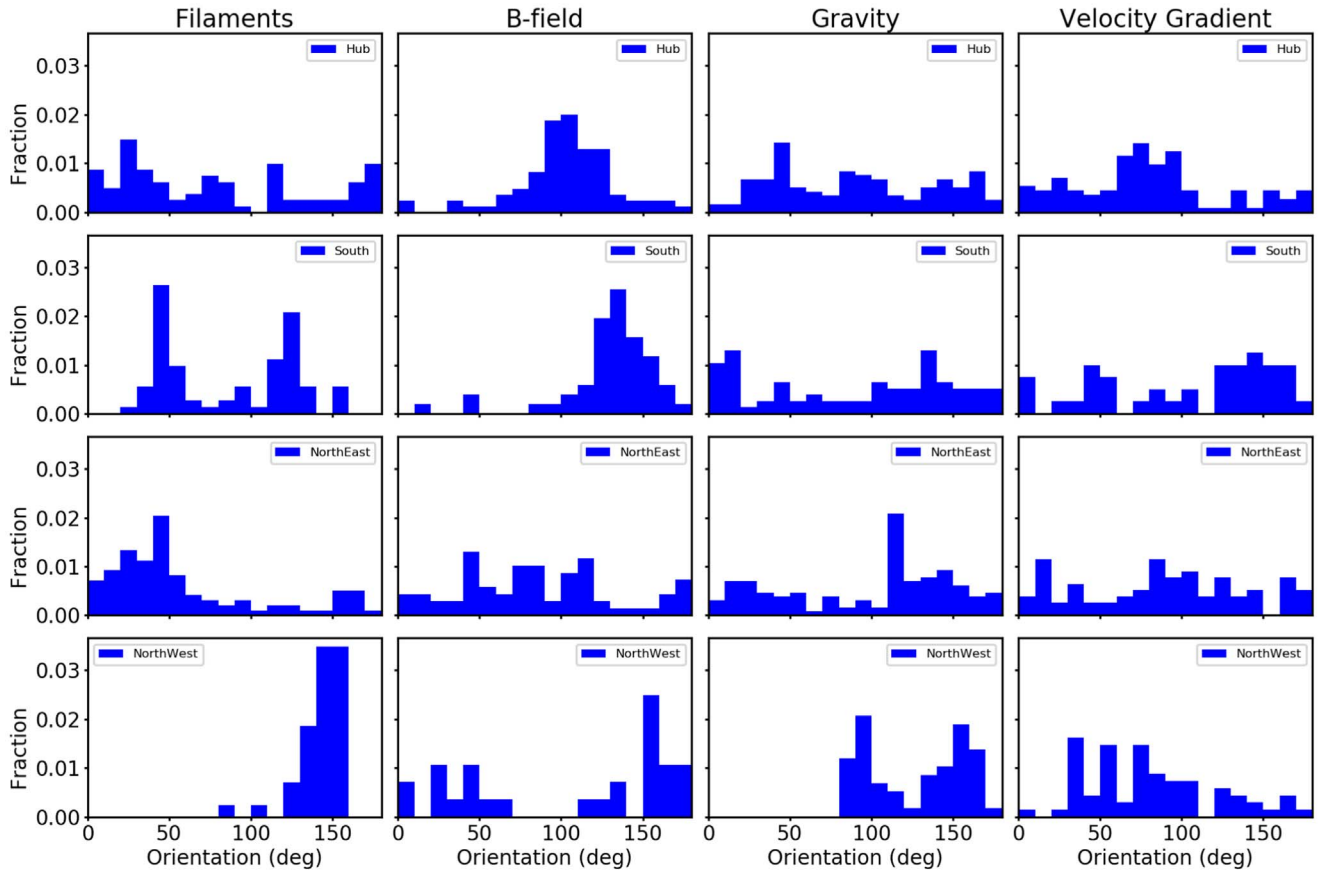 Filaments B-field Gravity Velocity Gradient
Hub Hub Hub Hub
0.03
0.02
0.01
0.00
Fraction
South South South South
0.03
0.02
0.01
0.00
Fraction
NorthEast NorthEast NorthEast NorthEast
0.03
0.02
0.01
0.00
Fraction
NorthWest NorthWest NorthWest NorthWest
0.03
0.02
0.01
0.00
Fraction
0 50 100 150 0 50 100 150 0 50 100 150 0 50 100 150
Orientation (deg) Orientation (deg) Orientation (deg) Orientation (deg)